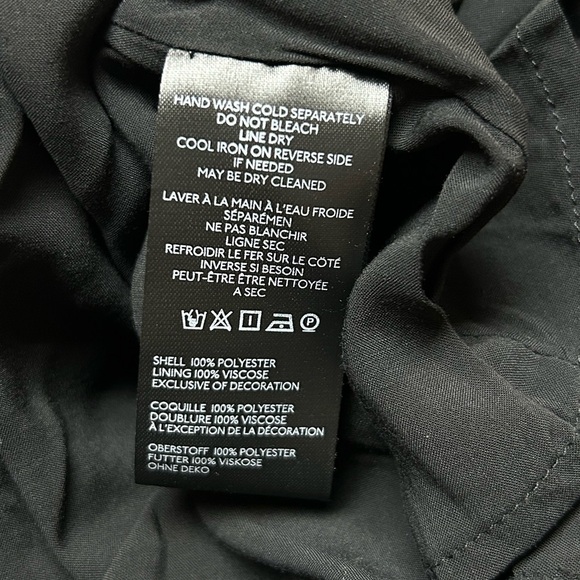 HAND WASH COLD SEPARATELY
DO NOT BLEACH
LINE DRY
COOL IRON ON REVERSE SIDE
IF NEEDED
MAY BE DRY CLEANED
LAVER À LA MAIN À L'EAU FROIDE
SÉPARÉMEN
NE PAS BLANCHIR
LIGNE SEC
REFROIDIR LE FER SUR LE CÔTÉ
INVERSE SI BESOIN
PEUT-ÊTRE ÊTRE NETTOYÉE
A SEC
P
SHELL 100% POLYESTER
LINING 100% VISCOSE
EXCLUSIVE OF DECORATION
COQUILLE 100% POLYESTER
DOUBLURE 100% VISCOSE
À L'EXCEPTION DE LA DÉCORATION
OBERSTOFF 100% POLYESTER
FUTTER 100% VISKOSE
OHNE DEKO